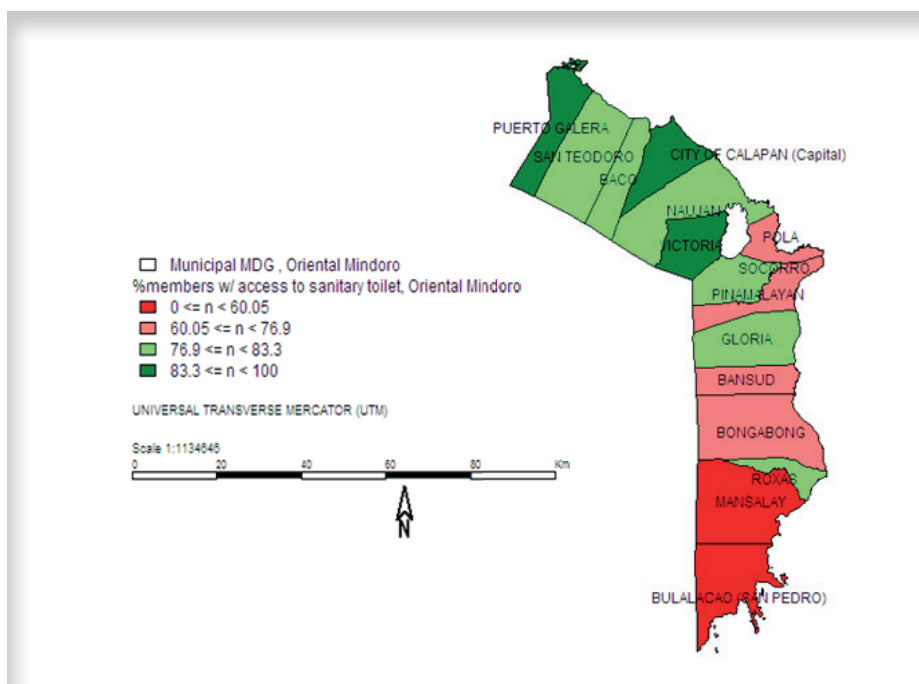 PUERTO GALERA
SAN TEODORO
BACO
CITY OF CALAPAN (Capital)
NAUJAN
VICTORIA
POLA
SOCORRO
PINAMALAYAN
GLORIA
BANSUD
BONGABONG
ROXAS
MANSALAY
BULALACAO (SAN PEDRO)
Municipal MDG , Oriental Mindoro
%members w/ access to sanitary toilet, Oriental Mindoro
0 <= n < 60.05
60.05 <= n < 76.9
76.9 <= n < 83.3
83.3 <= n < 100
UNIVERSAL TRANSVERSE MERCATOR (UTM)
Scale 1:1134646
0 20 40 60 80 Km
N